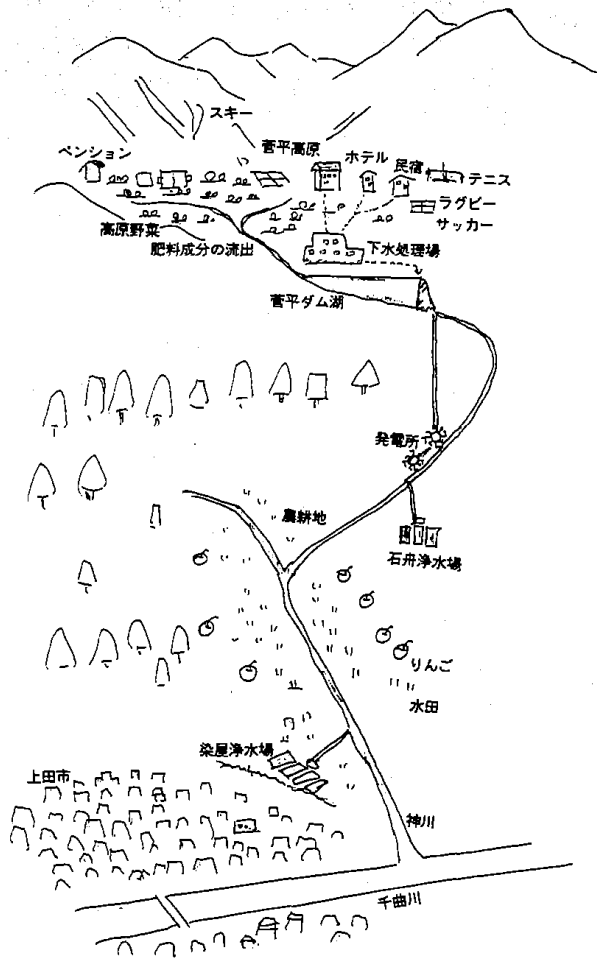 スキー
ペンション
菅平高原
ホテル
民宿
テニス
ラグビー
サッカー
高原野菜
肥料成分の流出
下水処理場
菅平ダム湖
発電所
農耕地
石舟浄水場
りんご
水田
染屋浄水場
上田市
神川
千曲川